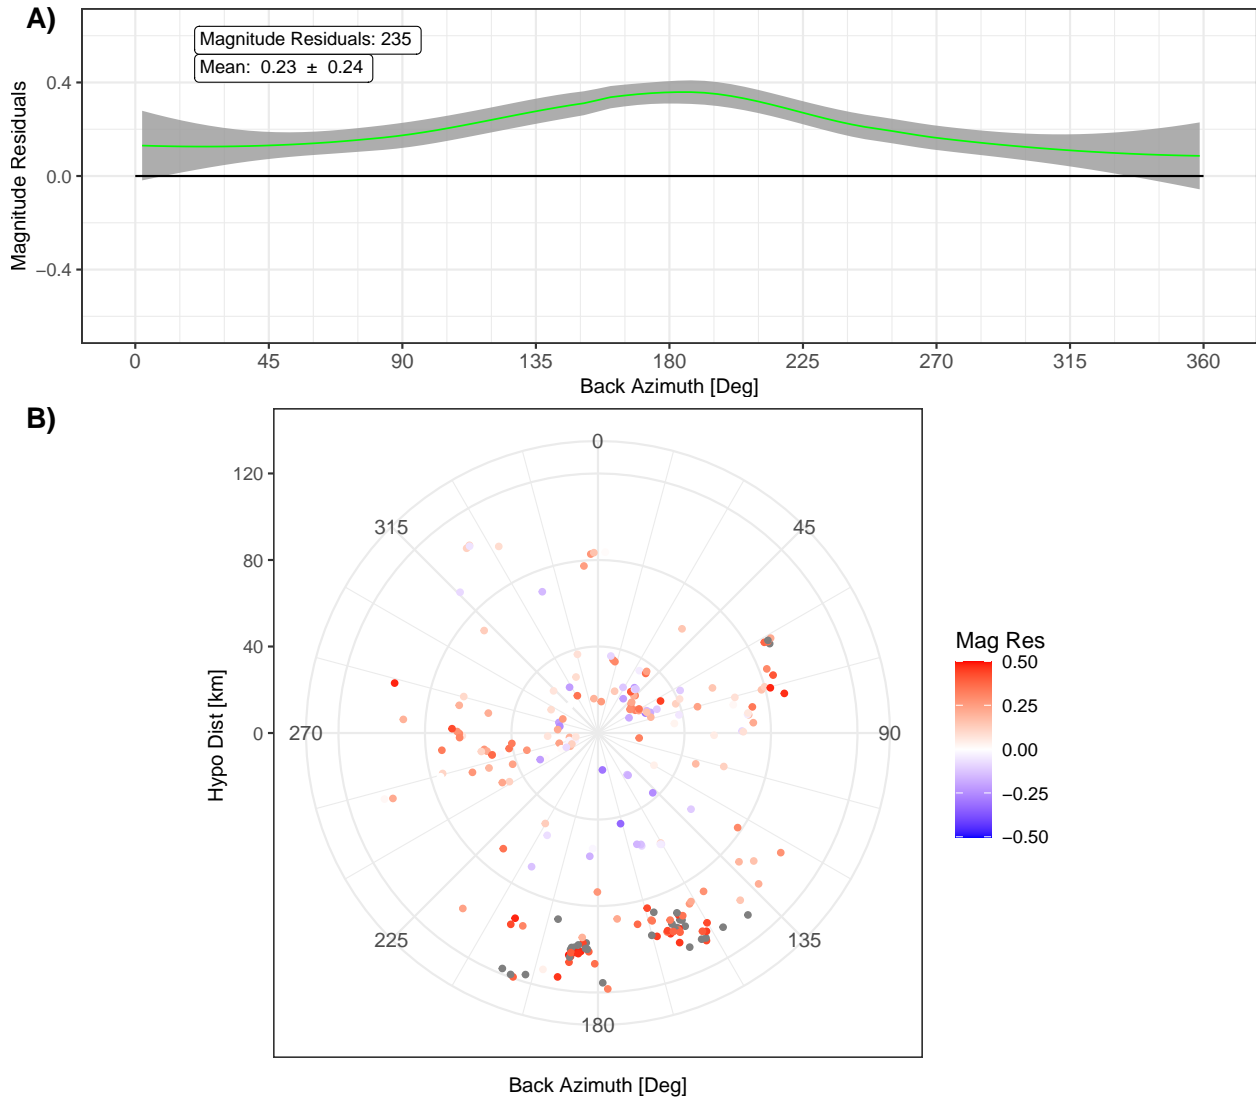 A)
Magnitude Residuals: 235
Mean:  0.23  ±  0.24
Magnitude Residuals
0.4
0.0
−0.4
0 45 90 135 180 225 270 315 360
Back Azimuth [Deg]
B)
Hypo Dist [km]
120
80
40
0
0
45
90
135
180
225
270
315
Back Azimuth [Deg]
Mag Res
0.50
0.25
0.00
−0.25
−0.50